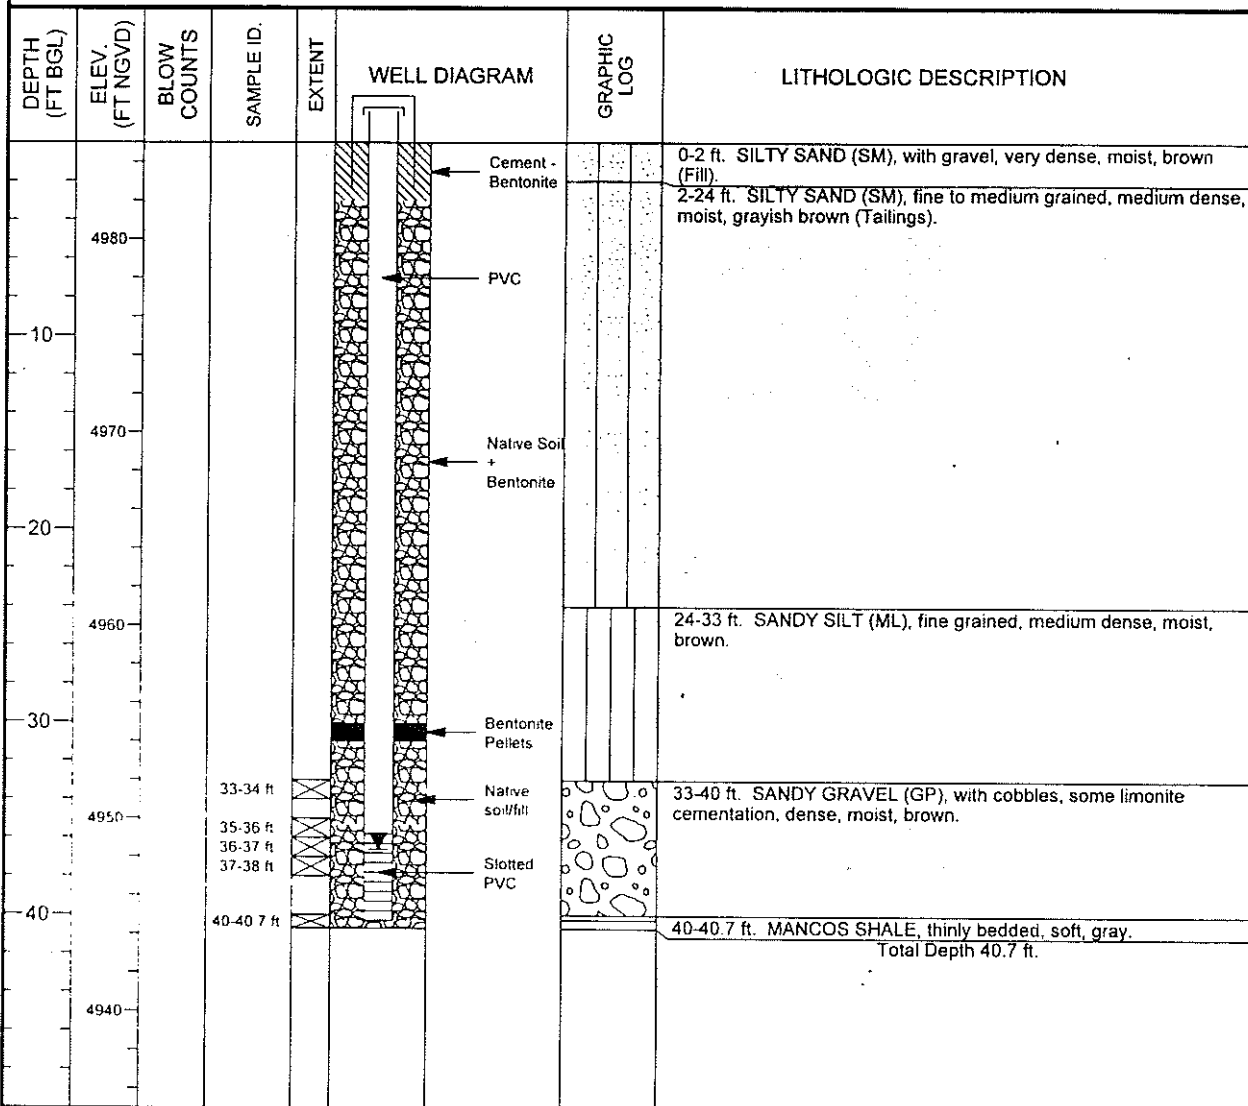 DEPTH
(FT BGL)
ELEV.
(FT NGVD)
BLOW
COUNTS
SAMPLE ID.
EXTENT
WELL DIAGRAM
GRAPHIC
LOG
LITHOLOGIC DESCRIPTION
Cement -
Bentonite
0-2 ft. SILTY SAND (SM), with gravel, very dense, moist, brown
(Fill).
2-24 ft. SILTY SAND (SM), fine to medium grained, medium dense,
moist, grayish brown (Tailings).
4980
PVC
10
4970
Native Soil
+
Bentonite
20
24-33 ft. SANDY SILT (ML), fine grained, medium dense, moist,
brown.
4960
30
Bentonite
Pellets
33-34 ft
Native
soil/fill
33-40 ft. SANDY GRAVEL (GP), with cobbles, some limonite
cementation, dense, moist, brown.
4950
35-36 ft
36-37 ft
37-38 ft
Slotted
PVC
40
40-40 7 ft
40-40.7 ft. MANCOS SHALE, thinly bedded, soft, gray.
Total Depth 40.7 ft.
4940